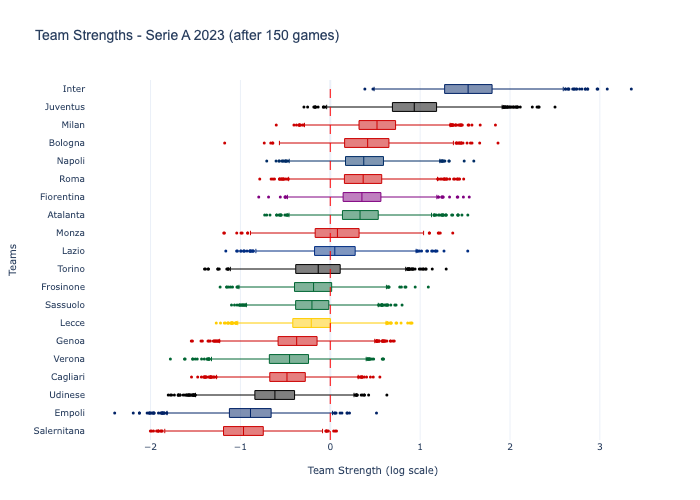 Team Strengths - Serie A 2023 (after 150 games)
Inter
Juventus
Milan
Bologna
Napoli
Roma
Fiorentina
Atalanta
Monza
Lazio
Torino
Frosinone
Sassuolo
Lecce
Genoa
Verona
Cagliari
Udinese
Empoli
Salernitana
Teams
−2 −1 0 1 2 3
Team Strength (log scale)